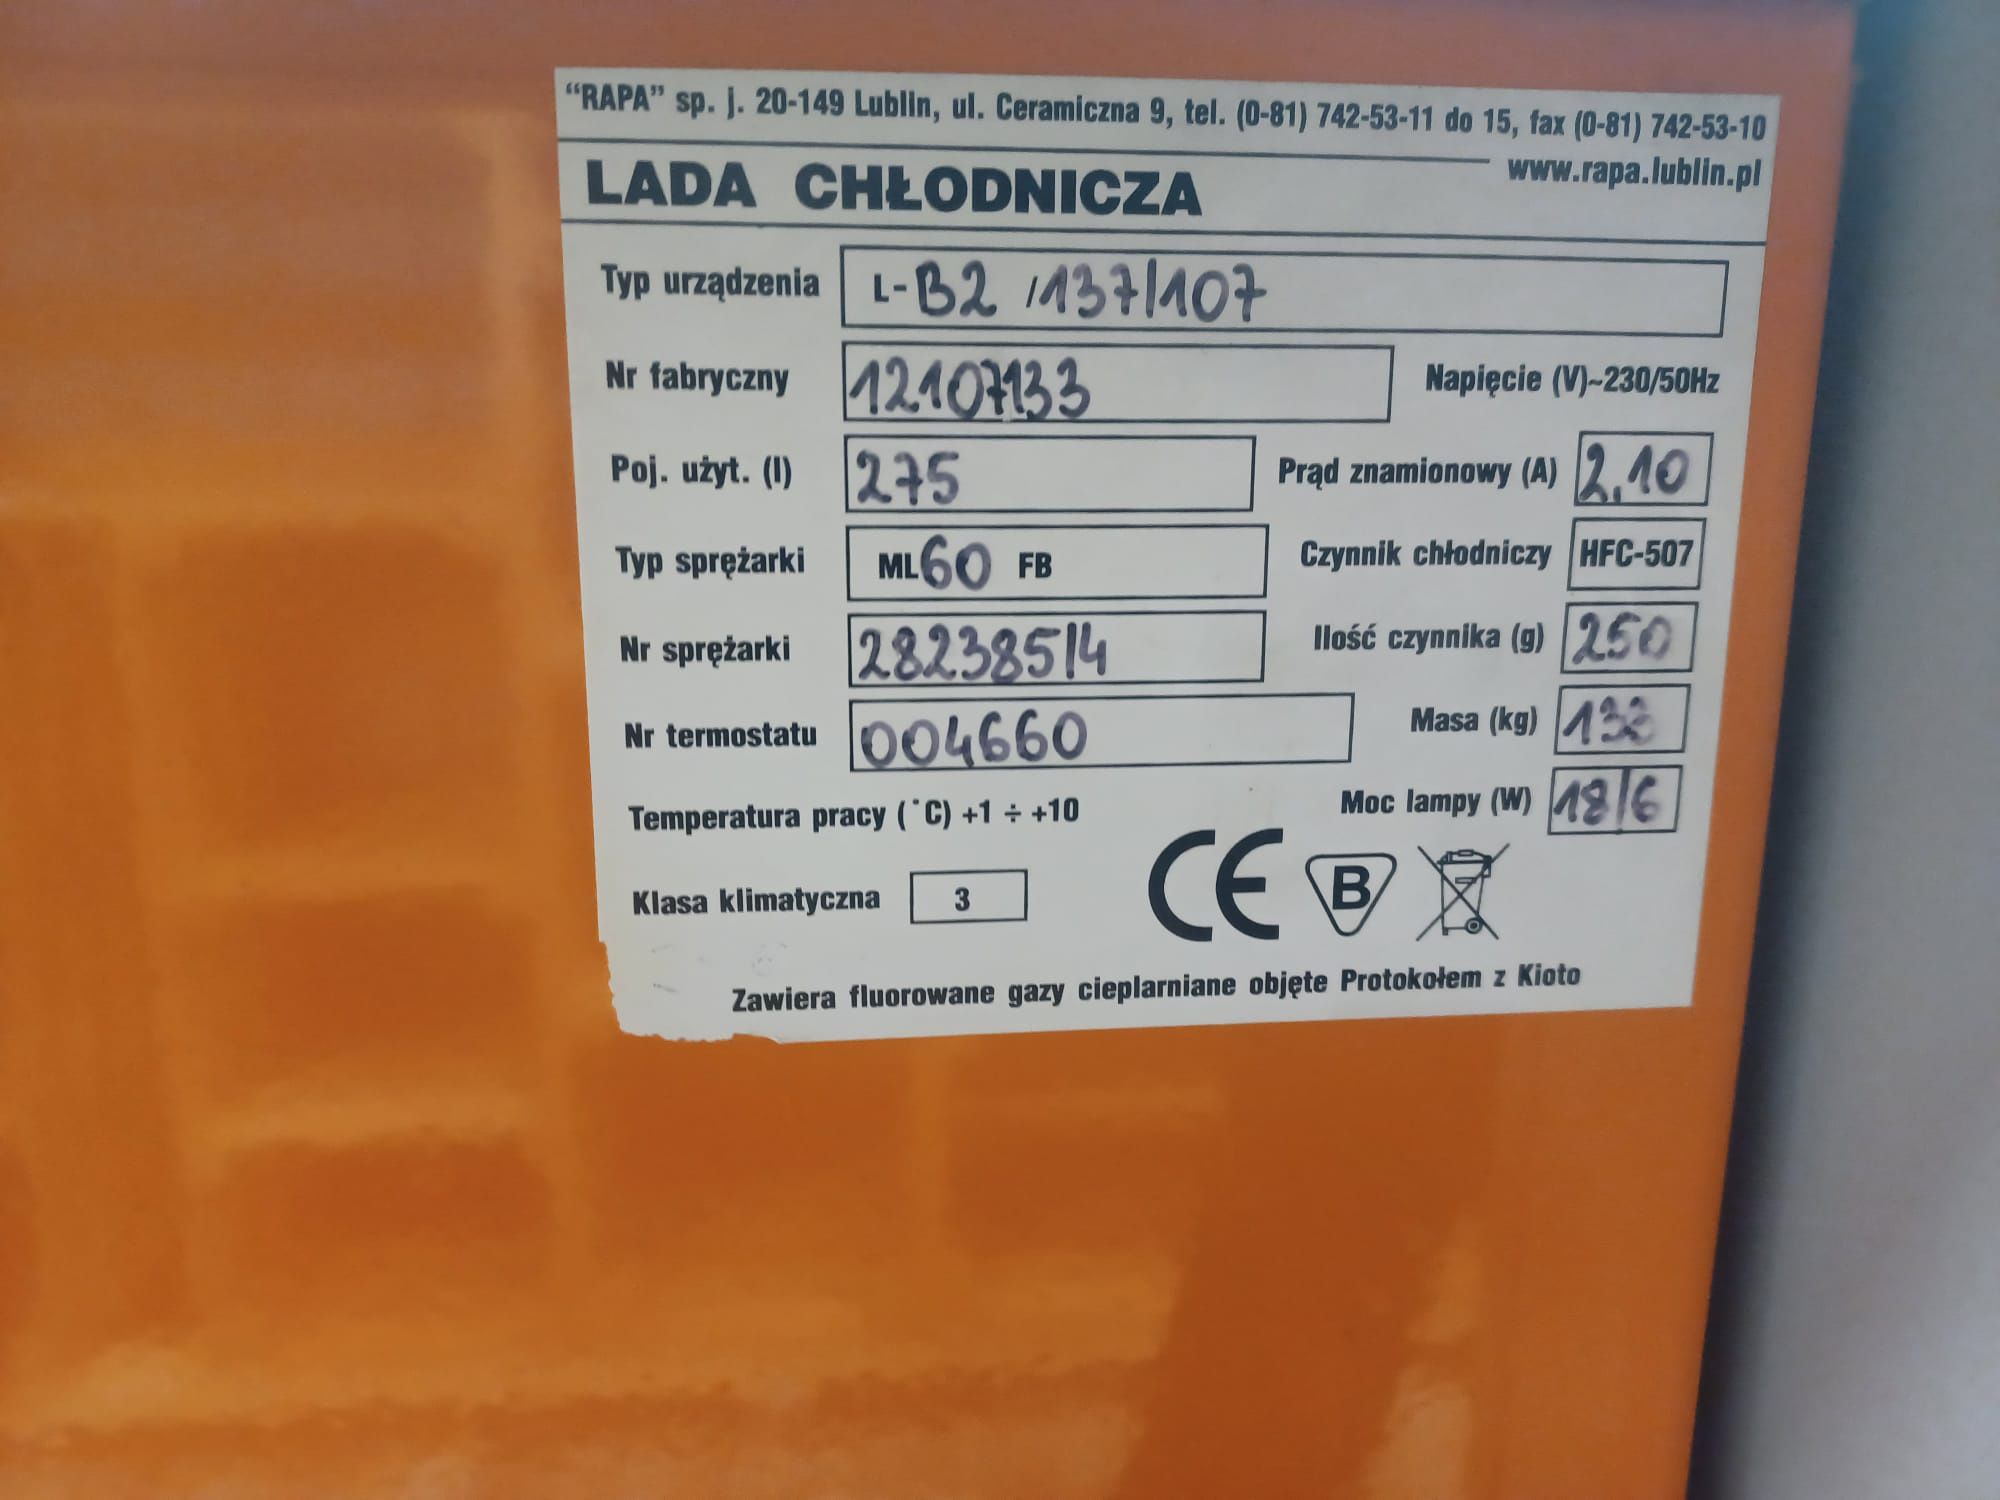 "RAPA" sp. j. 20-149 Lublin, ul. Ceramiczna 9, tel. (0-81) 742-53-11 do 15, fax (0-81) 742-53-10
www.rapa.lublin.pl
LADA CHŁODNICZA
Typ urządzenia L-B2 /137/107
Nr fabryczny 12107133 Napięcie (V)~230/50Hz
Poj. użyt. (l) 275 Prąd znamionowy (A) 2,10
Typ sprężarki ML60 FB Czynnik chłodniczy HFC-507
Nr sprężarki 282385/4 Ilość czynnika (g) 250
Nr termostatu 004660 Masa (kg)
Temperatura pracy (˚C) +1 ÷ +10 Moc lampy (W) 18/6
Klasa klimatyczna 3 CE B
Zawiera fluorowane gazy cieplarniane objęte Protokołem z Kioto